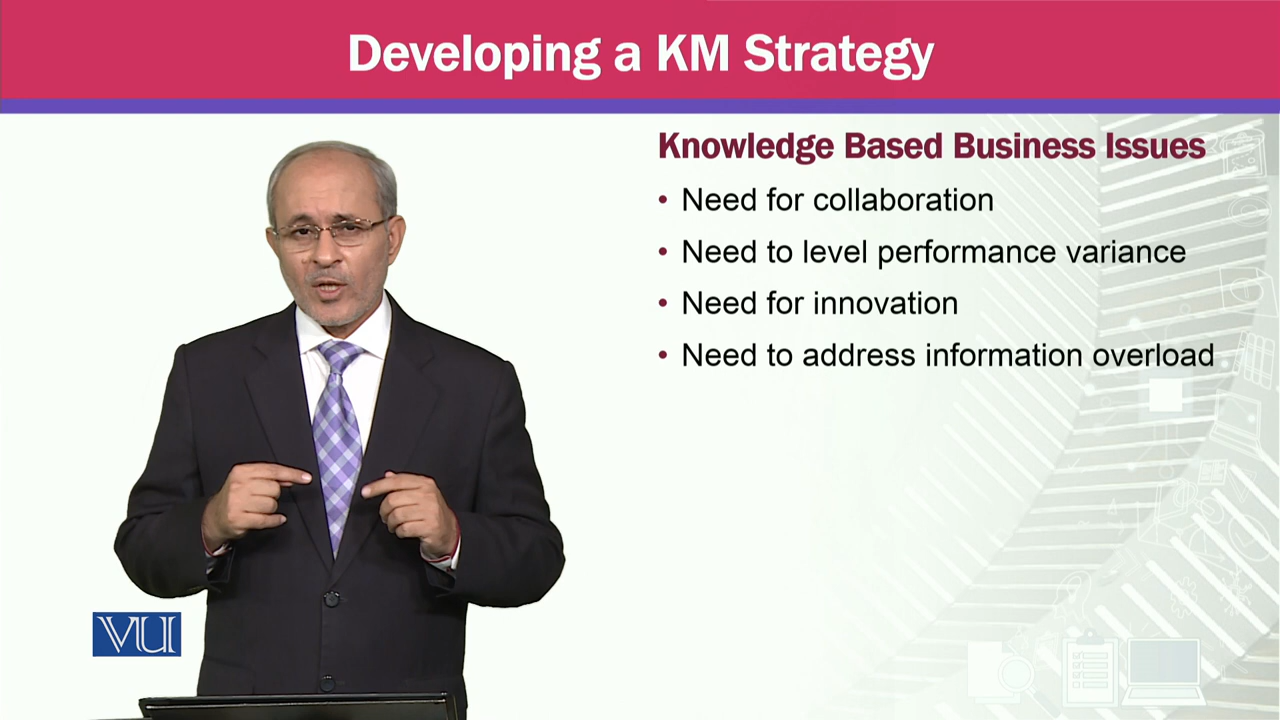 Developing a KM Strategy
Knowledge Based Business Issues
• Need for collaboration
• Need to level performance variance
• Need for innovation
• Need to address information overload
VU